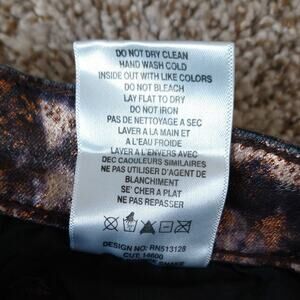 DO NOT DRY CLEAN
HAND WASH COLD
INSIDE OUT WITH LIKE COLORS
DO NOT BLEACH
LAY FLAT TO DRY
DO NOT IRON
PAS DE NETTOYAGE A SEC
LAVER A LA MAIN ET
A L'EAU FROIDE
LAVER A L'ENVERS AVEC
DES CAOULEURS SIMILAIRES
NE PAS UTILISER D'AGENT DE
BLANCHIMENT
SE' CHER A PLAT
NE PAS REPASSER
DESIGN NO: RN513128
CUT: 14600